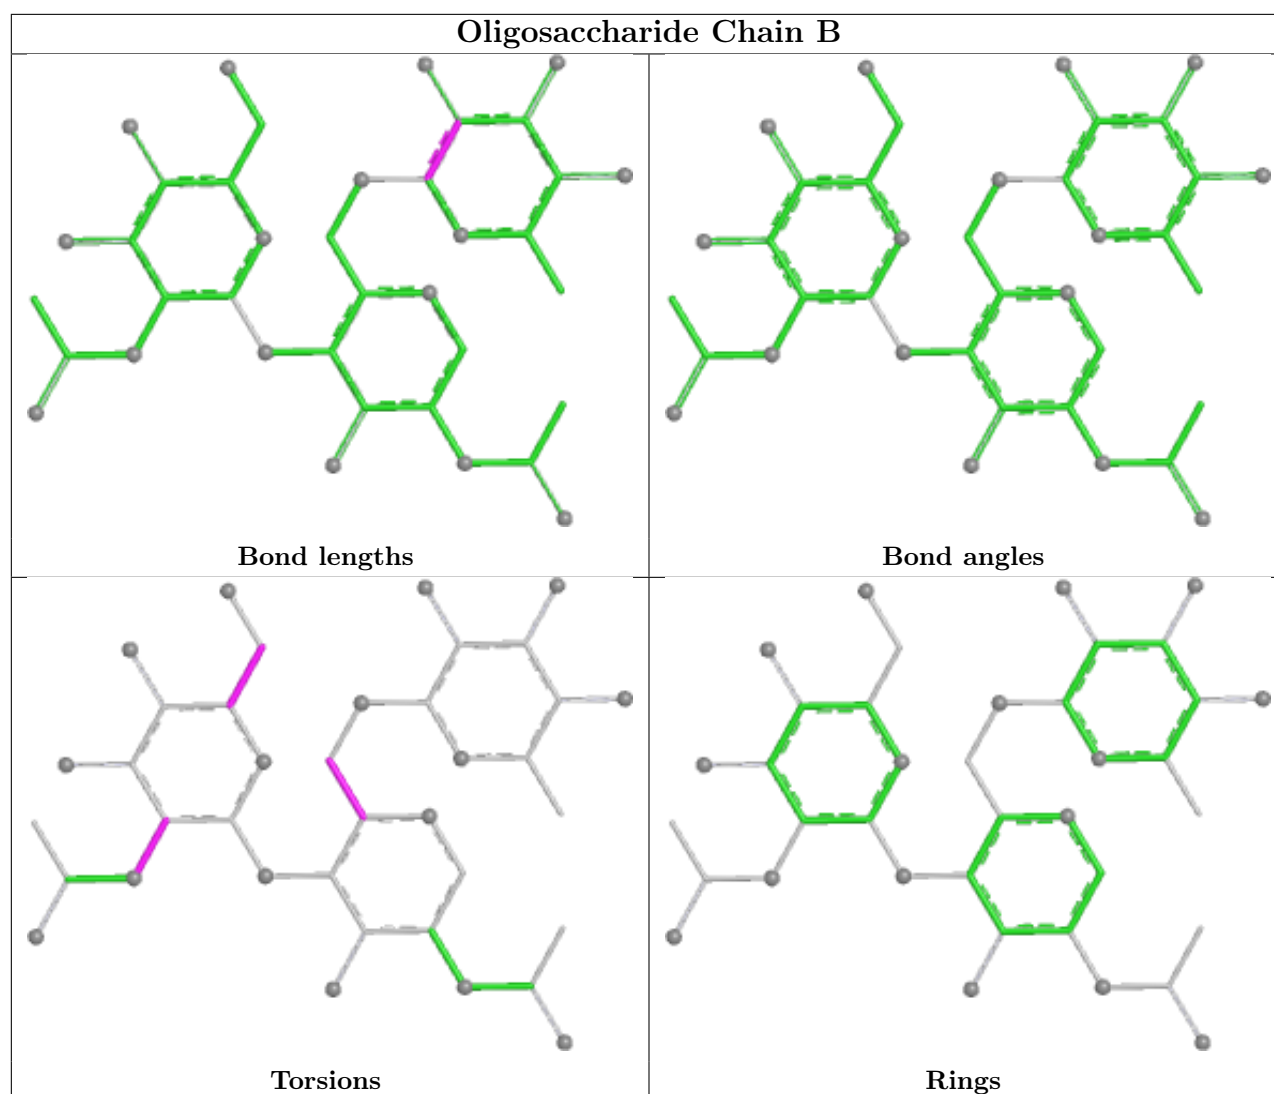 Oligosaccharide Chain B
Bond lengths
Bond angles
Torsions
Rings